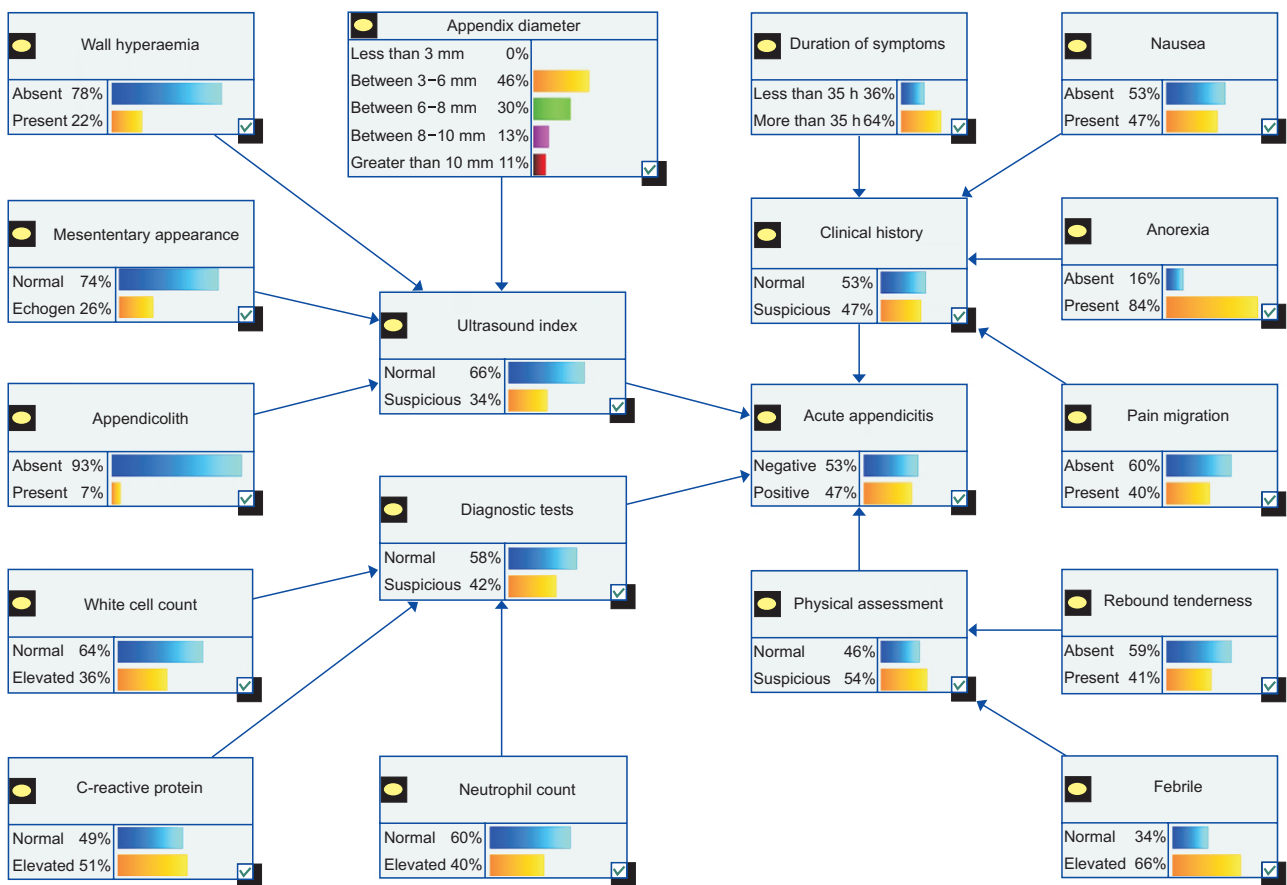 Wall hyperaemia
Absent 78%
Present 22%
Appendix diameter
Less than 3 mm 0%
Between 3−6 mm 46%
Between 6−8 mm 30%
Between 8−10 mm 13%
Greater than 10 mm 11%
Duration of symptoms
Less than 35 h 36%
More than 35 h 64%
Nausea
Absent 53%
Present 47%
Mesententary appearance
Normal 74%
Echogen 26%
Clinical history
Normal 53%
Suspicious 47%
Anorexia
Absent 16%
Present 84%
Ultrasound index
Normal 66%
Suspicious 34%
Appendicolith
Absent 93%
Present 7%
Acute appendicitis
Negative 53%
Positive 47%
Pain migration
Absent 60%
Present 40%
Diagnostic tests
Normal 58%
Suspicious 42%
White cell count
Normal 64%
Elevated 36%
Physical assessment
Normal 46%
Suspicious 54%
Rebound tenderness
Absent 59%
Present 41%
C-reactive protein
Normal 49%
Elevated 51%
Neutrophil count
Normal 60%
Elevated 40%
Febrile
Normal 34%
Elevated 66%